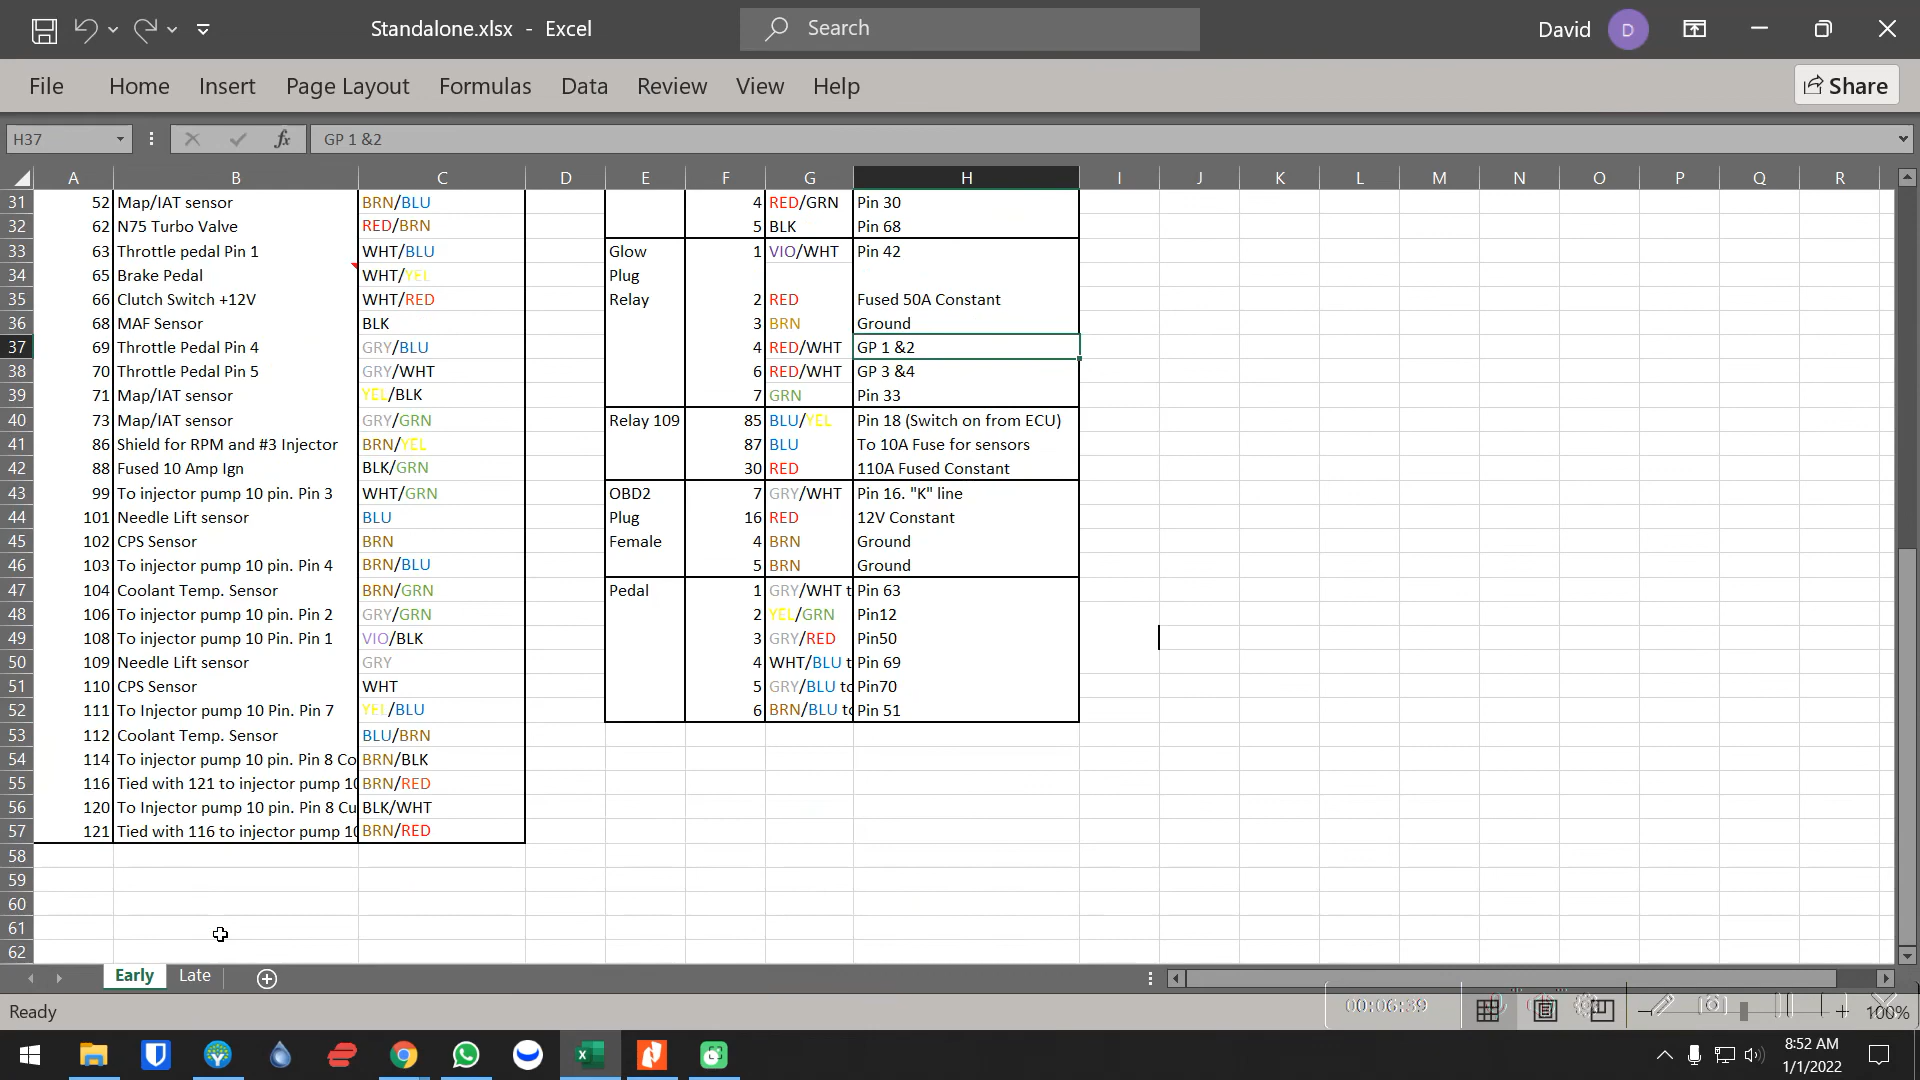 Standalone.xlsx - Excel
Search
David
D
File Home Insert Page Layout Formulas Data Review View Help
Share
H37
fx
GP 1 &2
A B C D E F G H I J K L M N O P Q R
31 52 Map/IAT sensor BRN/BLU 4 RED/GRN Pin 30
32 62 N75 Turbo Valve RED/BRN 5 BLK Pin 68
33 63 Throttle pedal Pin 1 WHT/BLU Glow 1 VIO/WHT Pin 42
34 65 Brake Pedal WHT/YEL Plug
35 66 Clutch Switch +12V WHT/RED Relay 2 RED Fused 50A Constant
36 68 MAF Sensor BLK 3 BRN Ground
37 69 Throttle Pedal Pin 4 GRY/BLU 4 RED/WHT GP 1 &2
38 70 Throttle Pedal Pin 5 GRY/WHT 6 RED/WHT GP 3 &4
39 71 Map/IAT sensor YEL/BLK 7 GRN Pin 33
40 73 Map/IAT sensor GRY/GRN Relay 109 85 BLU/YEL Pin 18 (Switch on from ECU)
41 86 Shield for RPM and #3 Injector BRN/YEL 87 BLU To 10A Fuse for sensors
42 88 Fused 10 Amp Ign BLK/GRN 30 RED 110A Fused Constant
43 99 To injector pump 10 pin. Pin 3 WHT/GRN OBD2 7 GRY/WHT Pin 16. "K" line
44 101 Needle Lift sensor BLU Plug 16 RED 12V Constant
45 102 CPS Sensor BRN Female 4 BRN Ground
46 103 To injector pump 10 pin. Pin 4 BRN/BLU 5 BRN Ground
47 104 Coolant Temp. Sensor BRN/GRN Pedal 1 GRY/WHT t Pin 63
48 106 To injector pump 10 pin. Pin 2 GRY/GRN 2 YEL/GRN Pin12
49 108 To injector pump 10 Pin. Pin 1 VIO/BLK 3 GRY/RED Pin50
50 109 Needle Lift sensor GRY 4 WHT/BLU t Pin 69
51 110 CPS Sensor WHT 5 GRY/BLU to Pin70
52 111 To Injector pump 10 Pin. Pin 7 YEL/BLU 6 BRN/BLU to Pin 51
53 112 Coolant Temp. Sensor BLU/BRN
54 114 To injector pump 10 pin. Pin 8 Co BRN/BLK
55 116 Tied with 121 to injector pump 10 BRN/RED
56 120 To Injector pump 10 pin. Pin 8 Cu BLK/WHT
57 121 Tied with 116 to injector pump 10 BRN/RED
58
59
60
61
62
Early Late
Ready
00:06:39
100%
8:52 AM
1/1/2022